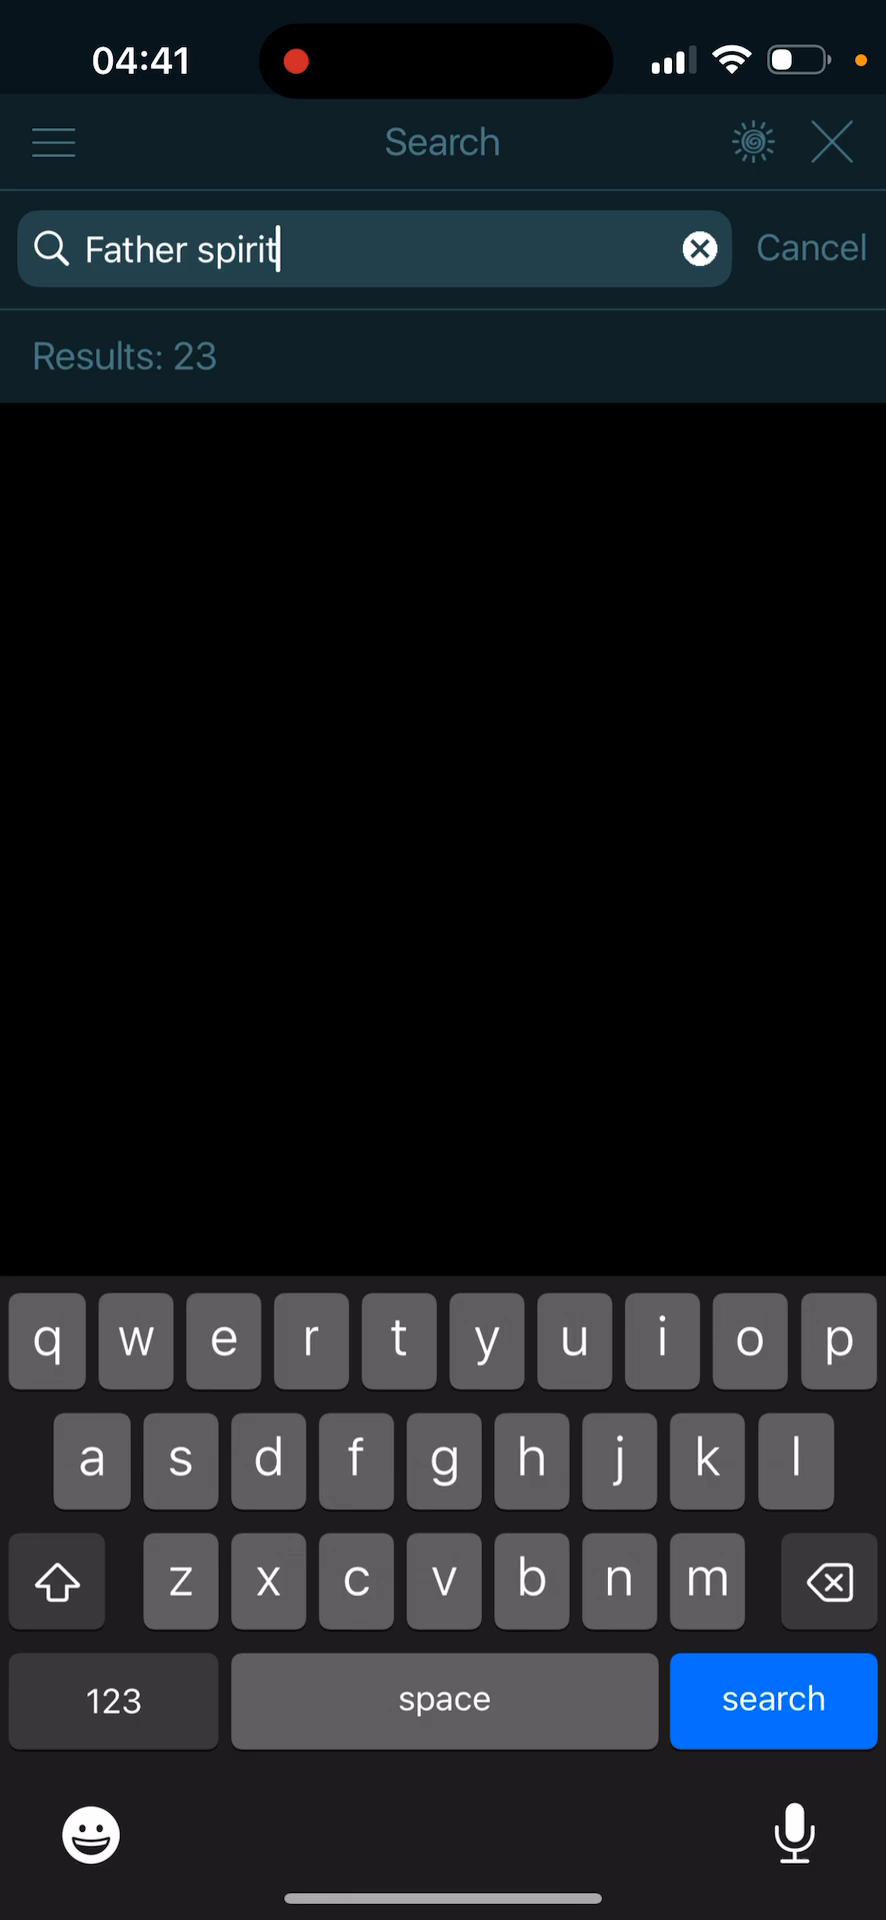 04:41
Search
Father spirit
Cancel
Results: 23
q w e r t y u i o p
a s d f g h j k l
z x c v b n m
123 space search